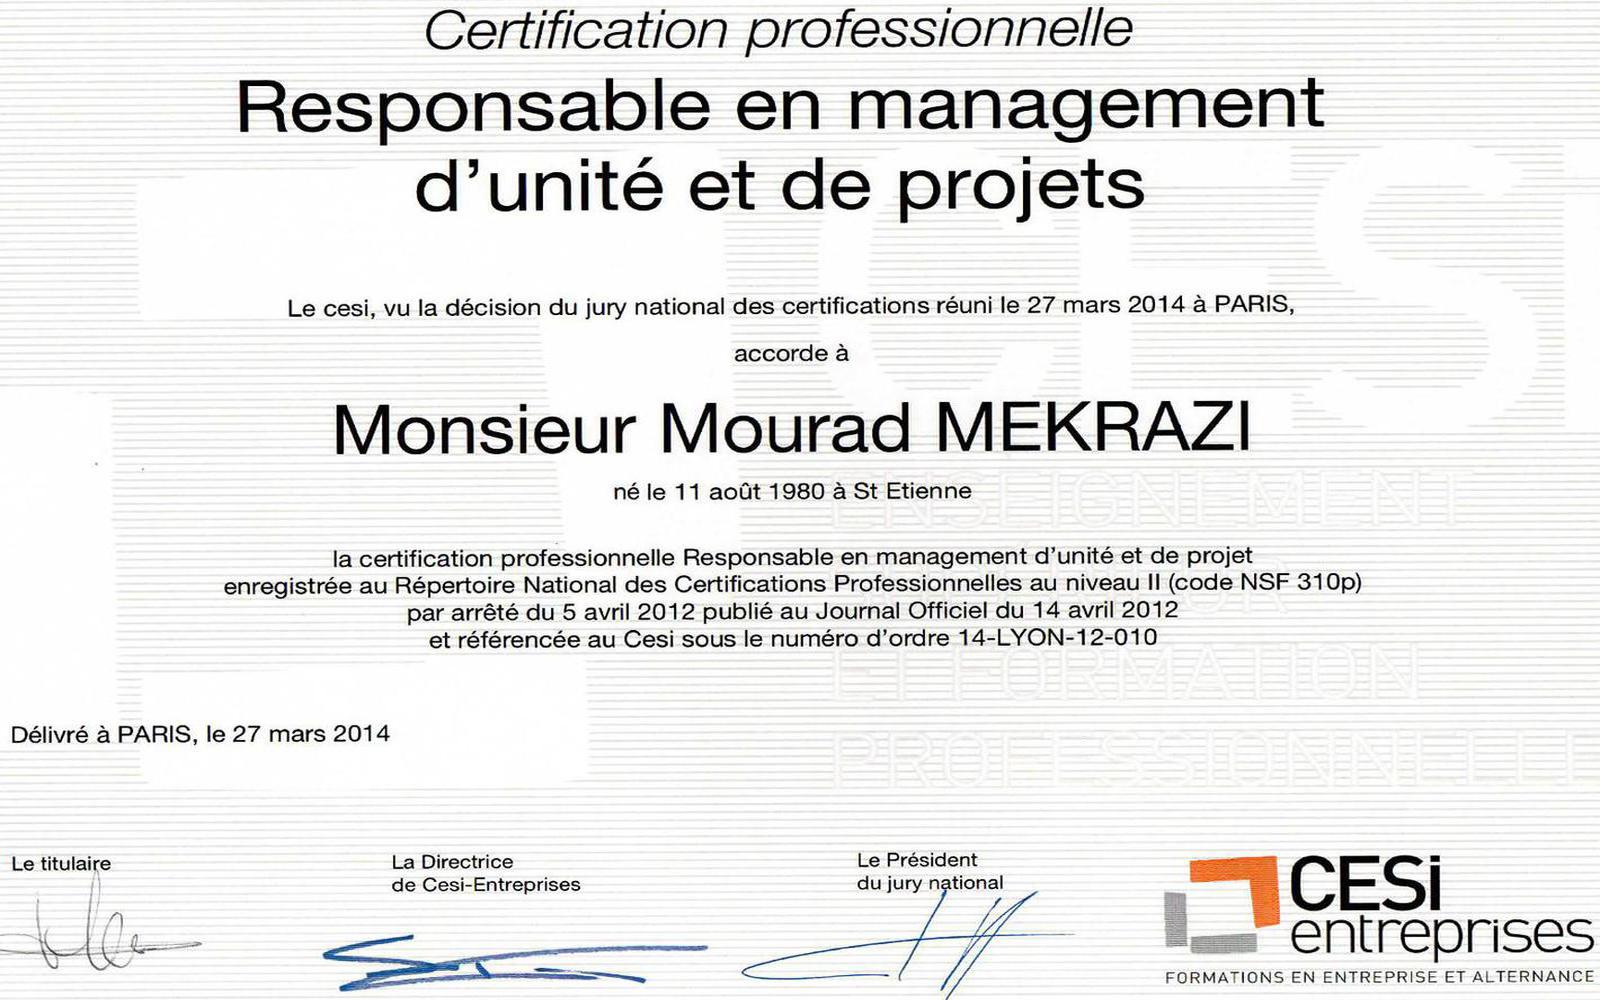 Certification professionnelle
Responsable en management
d'unité et de projets
Le cesi, vu la décision du jury national des certifications réuni le 27 mars 2014 à PARIS,
accorde à
Monsieur Mourad MEKRAZI
né le 11 août 1980 à St Etienne
la certification professionnelle Responsable en management d'unité et de projet
enregistrée au Répertoire National des Certifications Professionnelles au niveau II (code NSF 310p)
par arrêté du 5 avril 2012 publié au Journal Officiel du 14 avril 2012
et référencée au Cesi sous le numéro d'ordre 14-LYON-12-010
CESi
ENSEIGNEMENT
SUPÉRIEUR
ET FORMATION
PROFESSIONNELLE
Délivré à PARIS, le 27 mars 2014
Le titulaire
La Directrice
de Cesi-Entreprises
Le Président
du jury national
CESi
entreprises
FORMATIONS EN ENTREPRISE ET ALTERNANCE